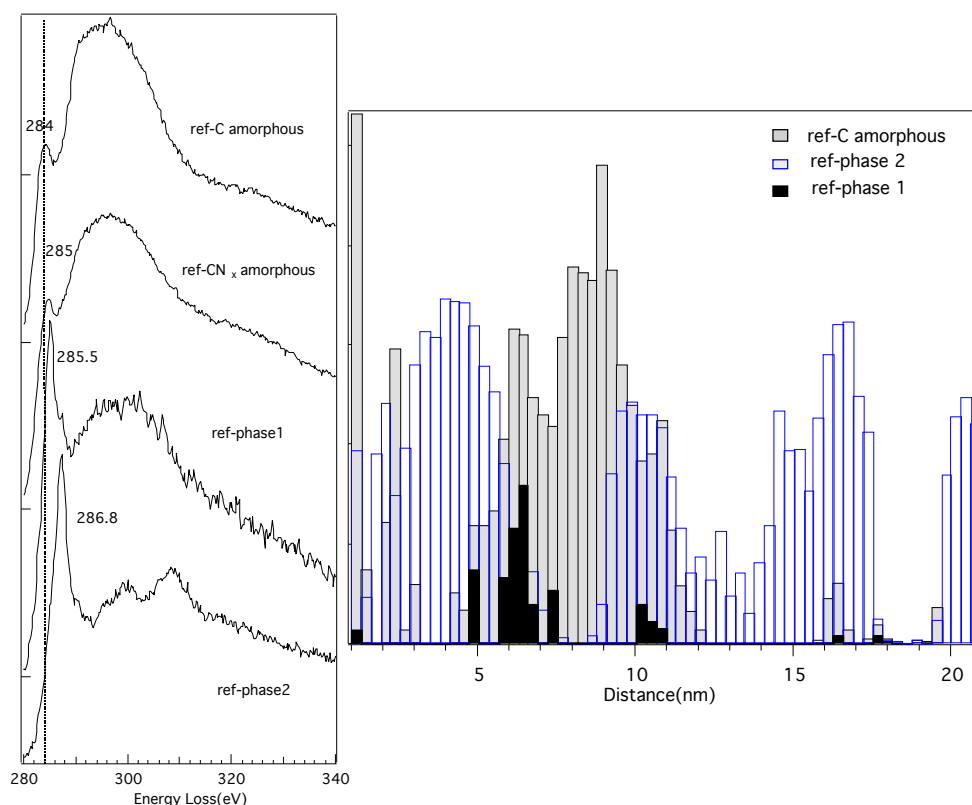 284
ref-C amorphous
285
ref-CN x amorphous
285.5
ref-phase1
286.8
ref-phase2
280 300 320 340
Energy Loss(eV)
ref-C amorphous
ref-phase 2
ref-phase 1
5 10 15 20
Distance(nm)